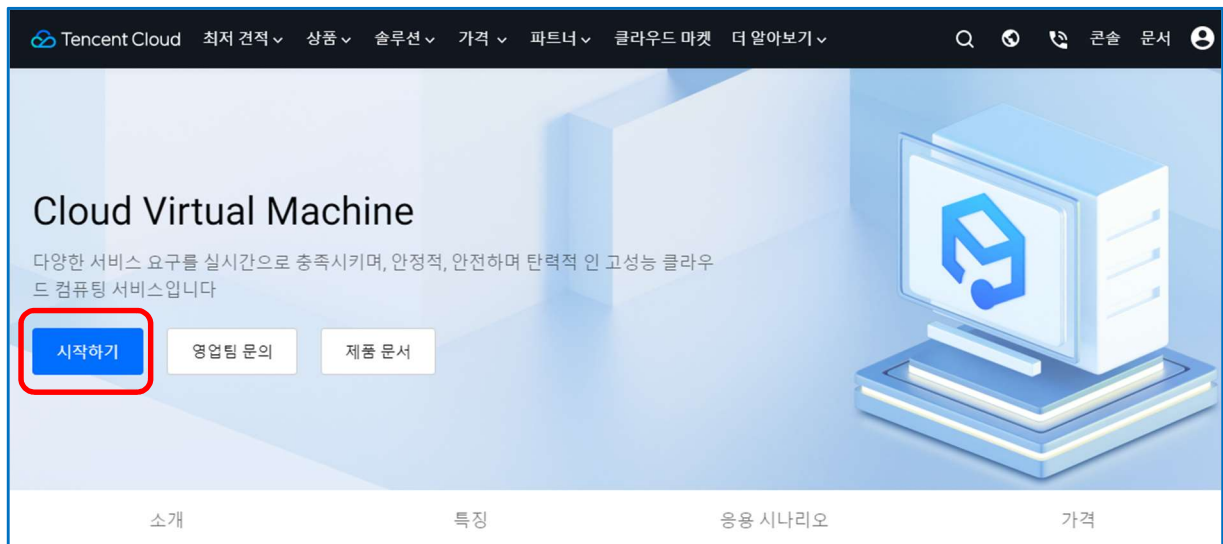 Tencent Cloud 최저 견적 상품 솔루션 가격 파트너 클라우드 마켓 더 알아보기 콘솔 문서
Cloud Virtual Machine
다양한 서비스 요구를 실시간으로 충족시키며, 안정적, 안전하며 탄력적 인 고성능 클라우
드 컴퓨팅 서비스입니다
시작하기 영업팀 문의 제품 문서
소개 특징 응용 시나리오 가격